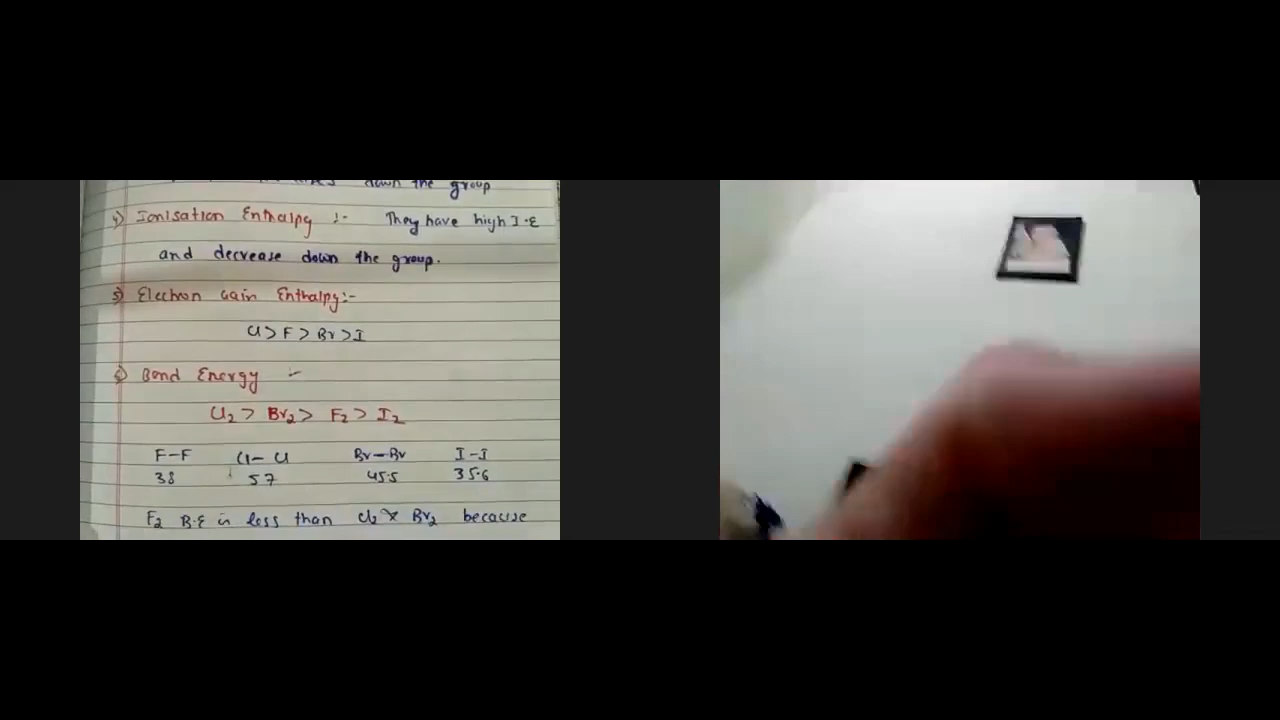 down the group
4) Ionisation Enthalpy :- They have high I.E
and decrease down the group.
5) Electron Gain Enthalpy:-
Cl > F > Br > I
6) Bond Energy :-
Cl2 > Br2 > F2 > I2
F-F Cl-Cl Br-Br I-I
38 57 45.5 35.6
F2 B.E is less than Cl2 & Br2 because